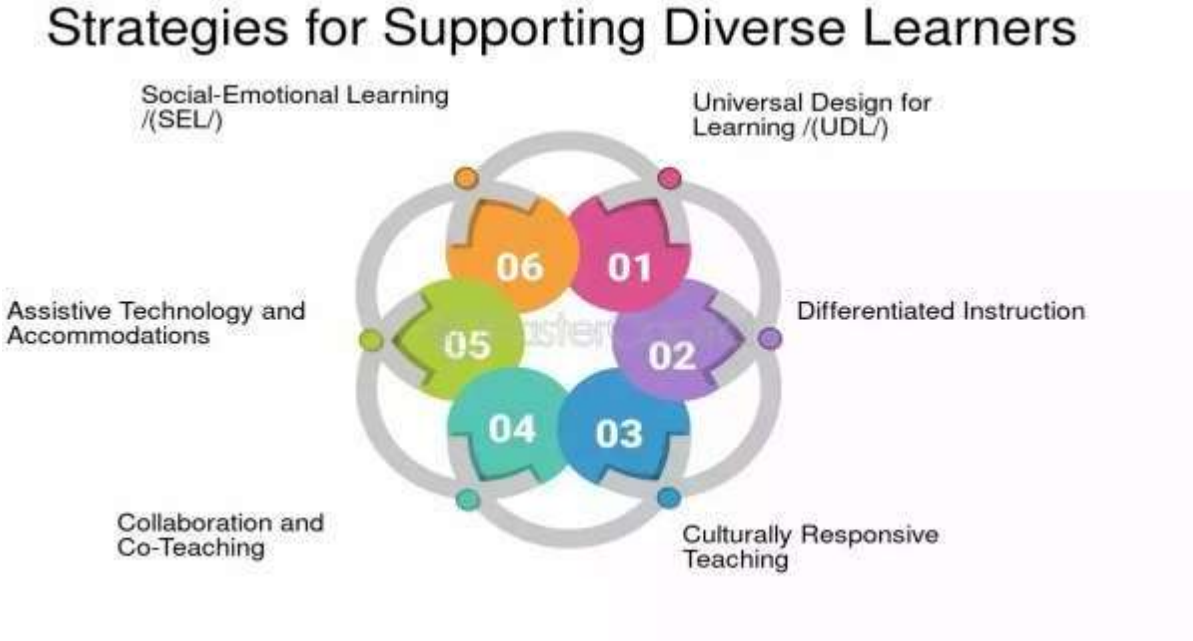 Strategies for Supporting Diverse Learners
Social-Emotional Learning
/(SEL/)
Universal Design for
Learning /(UDL/)
06
01
Assistive Technology and
Accommodations
Differentiated Instruction
05
02
04
03
Collaboration and
Co-Teaching
Culturally Responsive
Teaching